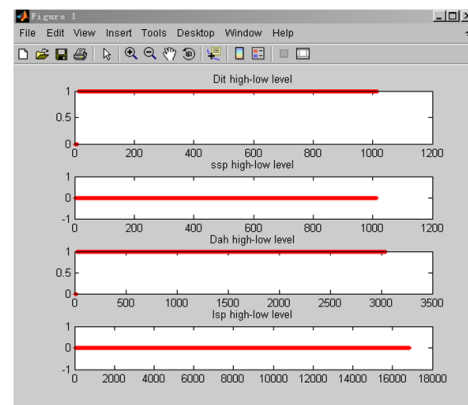 Figure 1
File Edit View Insert Tools Desktop Window Help
Dit high-low level
1
0.5
0
0 200 400 600 800 1000 1200
ssp high-low level
1
0
-1
0 200 400 600 800 1000 1200
Dah high-low level
1
0.5
0
0 500 1000 1500 2000 2500 3000 3500
lsp high-low level
1
0
-1
0 2000 4000 6000 8000 10000 12000 14000 16000 18000